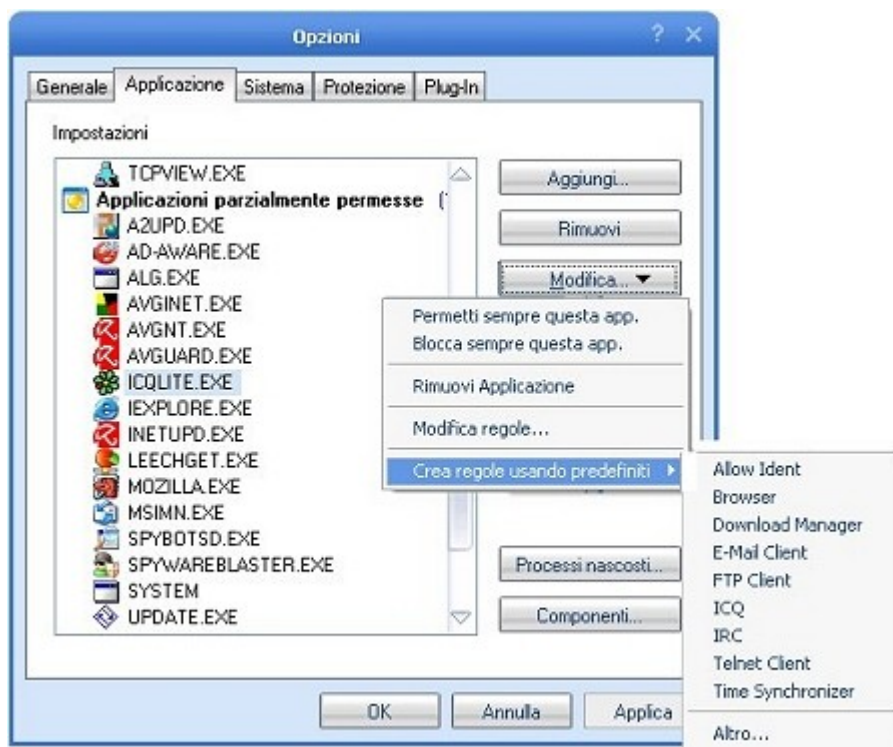 Opzioni
Generale Applicazione Sistema Protezione Plug-In
Impostazioni
TCPVIEW.EXE
Applicazioni parzialmente permesse
A2UPD.EXE
AD-AWARE.EXE
ALG.EXE
AVGINET.EXE
AVGNT.EXE
AVGUARD.EXE
ICQLITE.EXE
IEXPLORE.EXE
INETUPD.EXE
LEECHGET.EXE
MOZILLA.EXE
MSIMN.EXE
SPYBOTSD.EXE
SPYWAREBLASTER.EXE
SYSTEM
UPDATE.EXE
Aggiungi...
Rimuovi
Modifica...
Permetti sempre questa app.
Blocca sempre questa app.
Rimuovi Applicazione
Modifica regole...
Crea regole usando predefiniti
Allow Ident
Browser
Download Manager
E-Mail Client
FTP Client
ICQ
IRC
Telnet Client
Time Synchronizer
Altro...
Processi nascosti...
Componenti...
OK Annulla Applica